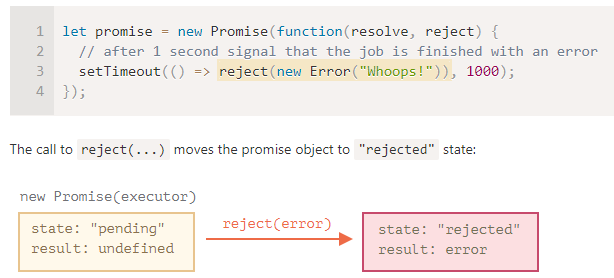 1 let promise = new Promise(function(resolve, reject) {
2 // after 1 second signal that the job is finished with an error
3 setTimeout(() => reject(new Error("Whoops!")), 1000);
4 });
The call to reject(...) moves the promise object to "rejected" state:
new Promise(executor)
state: "pending"
result: undefined
reject(error)
state: "rejected"
result: error